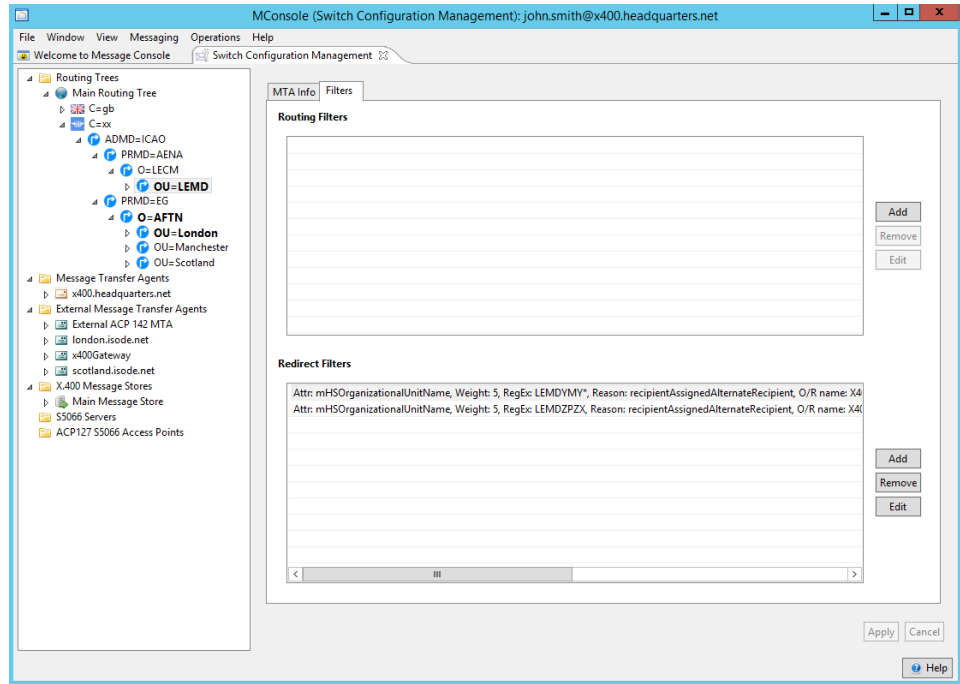 MConsole (Switch Configuration Management): john.smith@x400.headquarters.net
File Window View Messaging Operations Help
Welcome to Message Console
Switch Configuration Management
Routing Trees
Main Routing Tree
C=gb
C=xx
ADMD=ICAO
PRMD=AENA
O=LECM
OU=LEMD
PRMD=EG
O=AFTN
OU=London
OU=Manchester
OU=Scotland
Message Transfer Agents
x400.headquarters.net
External Message Transfer Agents
External ACP 142 MTA
london.isode.net
x400Gateway
scotland.isode.net
X.400 Message Stores
Main Message Store
S5066 Servers
ACP127 S5066 Access Points
MTA Info
Filters
Routing Filters
Add
Remove
Edit
Redirect Filters
Attr: mHSOrganizationalUnitName, Weight: 5, RegEx: LEMDYMY*, Reason: recipientAssignedAlternateRecipient, O/R name: X4
Attr: mHSOrganizationalUnitName, Weight: 5, RegEx: LEMDZPZX, Reason: recipientAssignedAlternateRecipient, O/R name: X40
Add
Remove
Edit
Apply
Cancel
Help